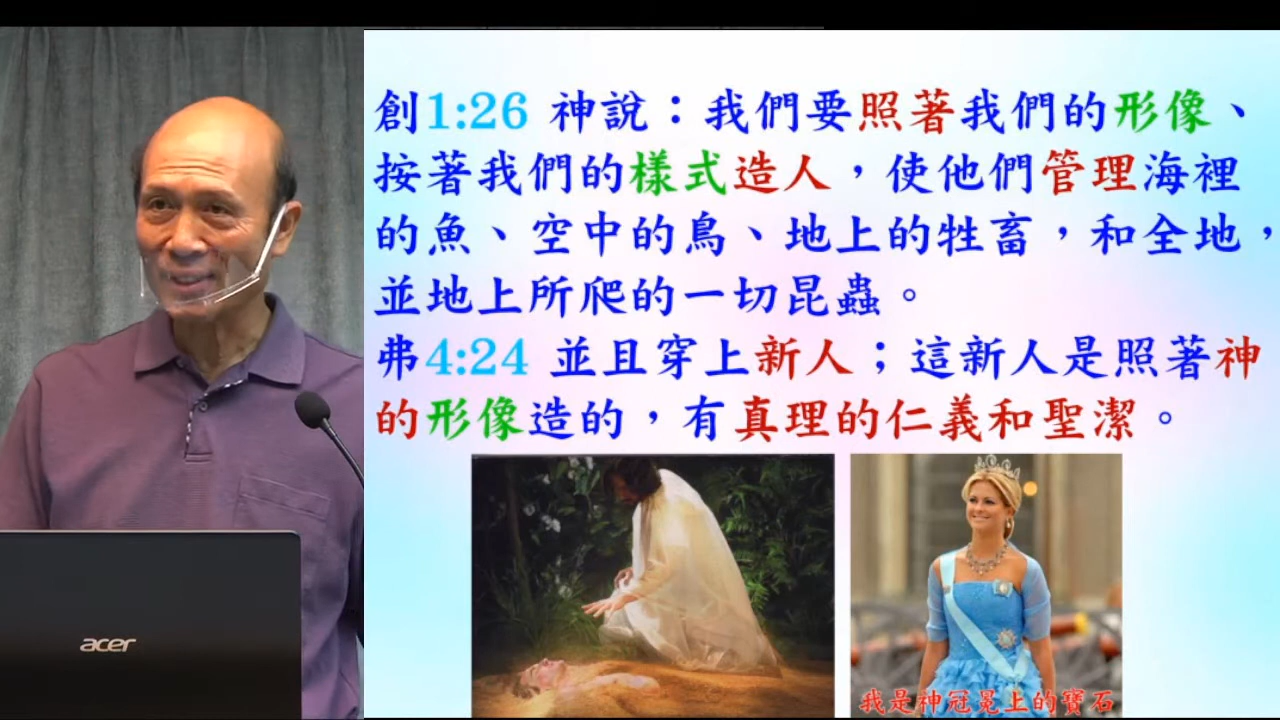 創1:26 神說：我們要照著我們的形像、
按著我們的樣式造人，使他們管理海裡
的魚、空中的鳥、地上的牲畜，和全地，
並地上所爬的一切昆蟲。
弗4:24 並且穿上新人；這新人是照著神
的形像造的，有真理的仁義和聖潔。
我是神冠冕上的寶石
acer